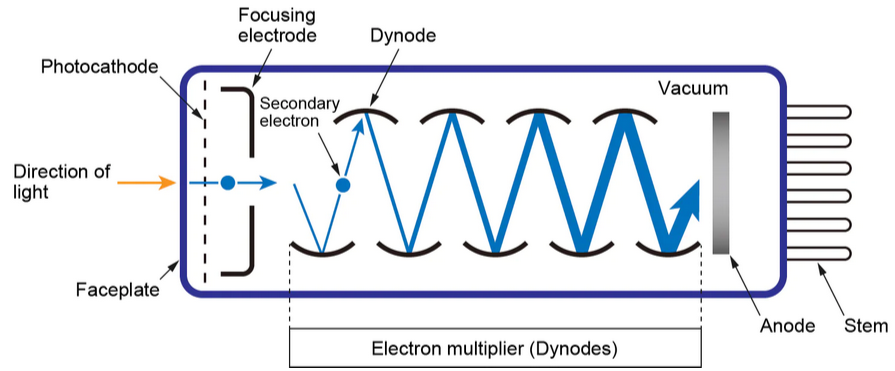 Focusing
electrode
Dynode
Photocathode
Vacuum
Secondary
electron
Direction of
light
Faceplate
Anode
Stem
Electron multiplier (Dynodes)